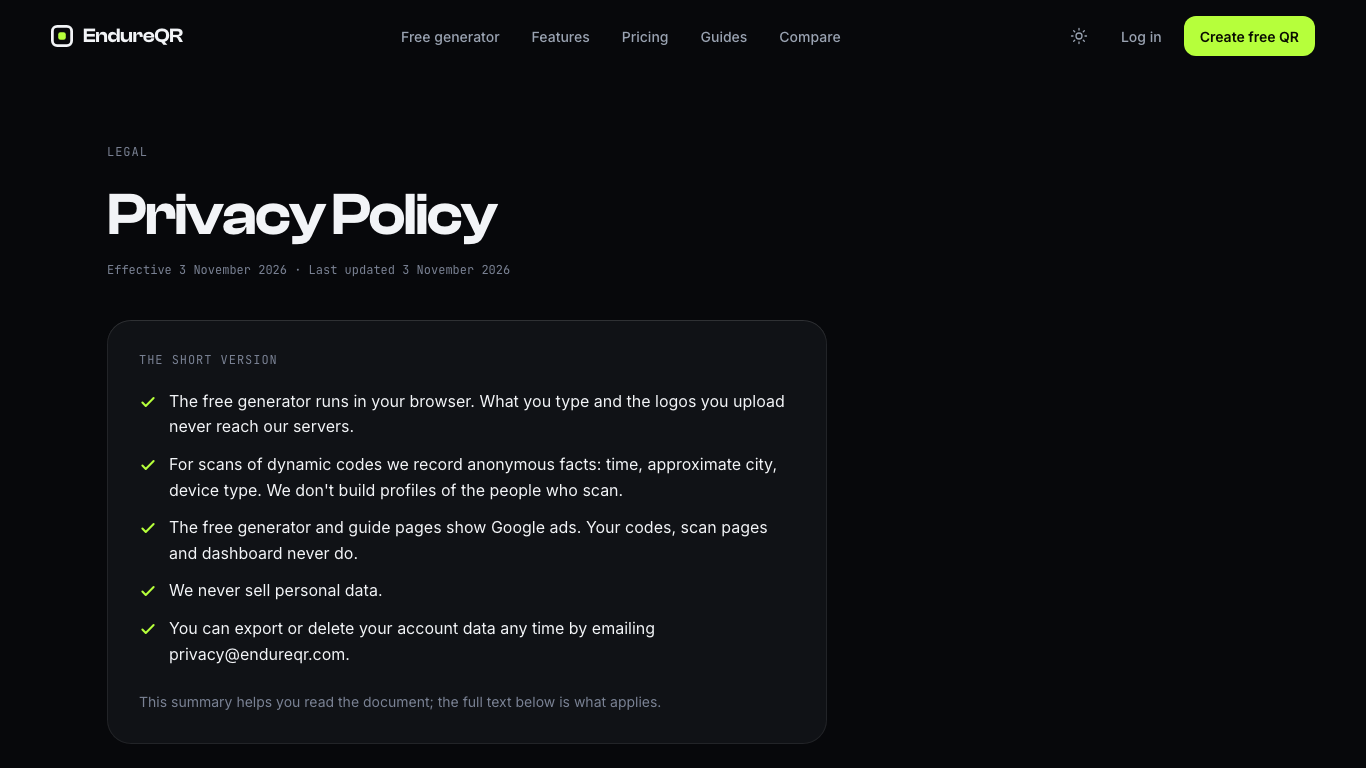 EndureQR
Free generator
Features
Pricing
Guides
Compare
Log in
Create free QR
LEGAL
Privacy Policy
Effective 3 November 2026 · Last updated 3 November 2026
THE SHORT VERSION
The free generator runs in your browser. What you type and the logos you upload
never reach our servers.
For scans of dynamic codes we record anonymous facts: time, approximate city,
device type. We don't build profiles of the people who scan.
The free generator and guide pages show Google ads. Your codes, scan pages
and dashboard never do.
We never sell personal data.
You can export or delete your account data any time by emailing
privacy@endureqr.com.
This summary helps you read the document; the full text below is what applies.